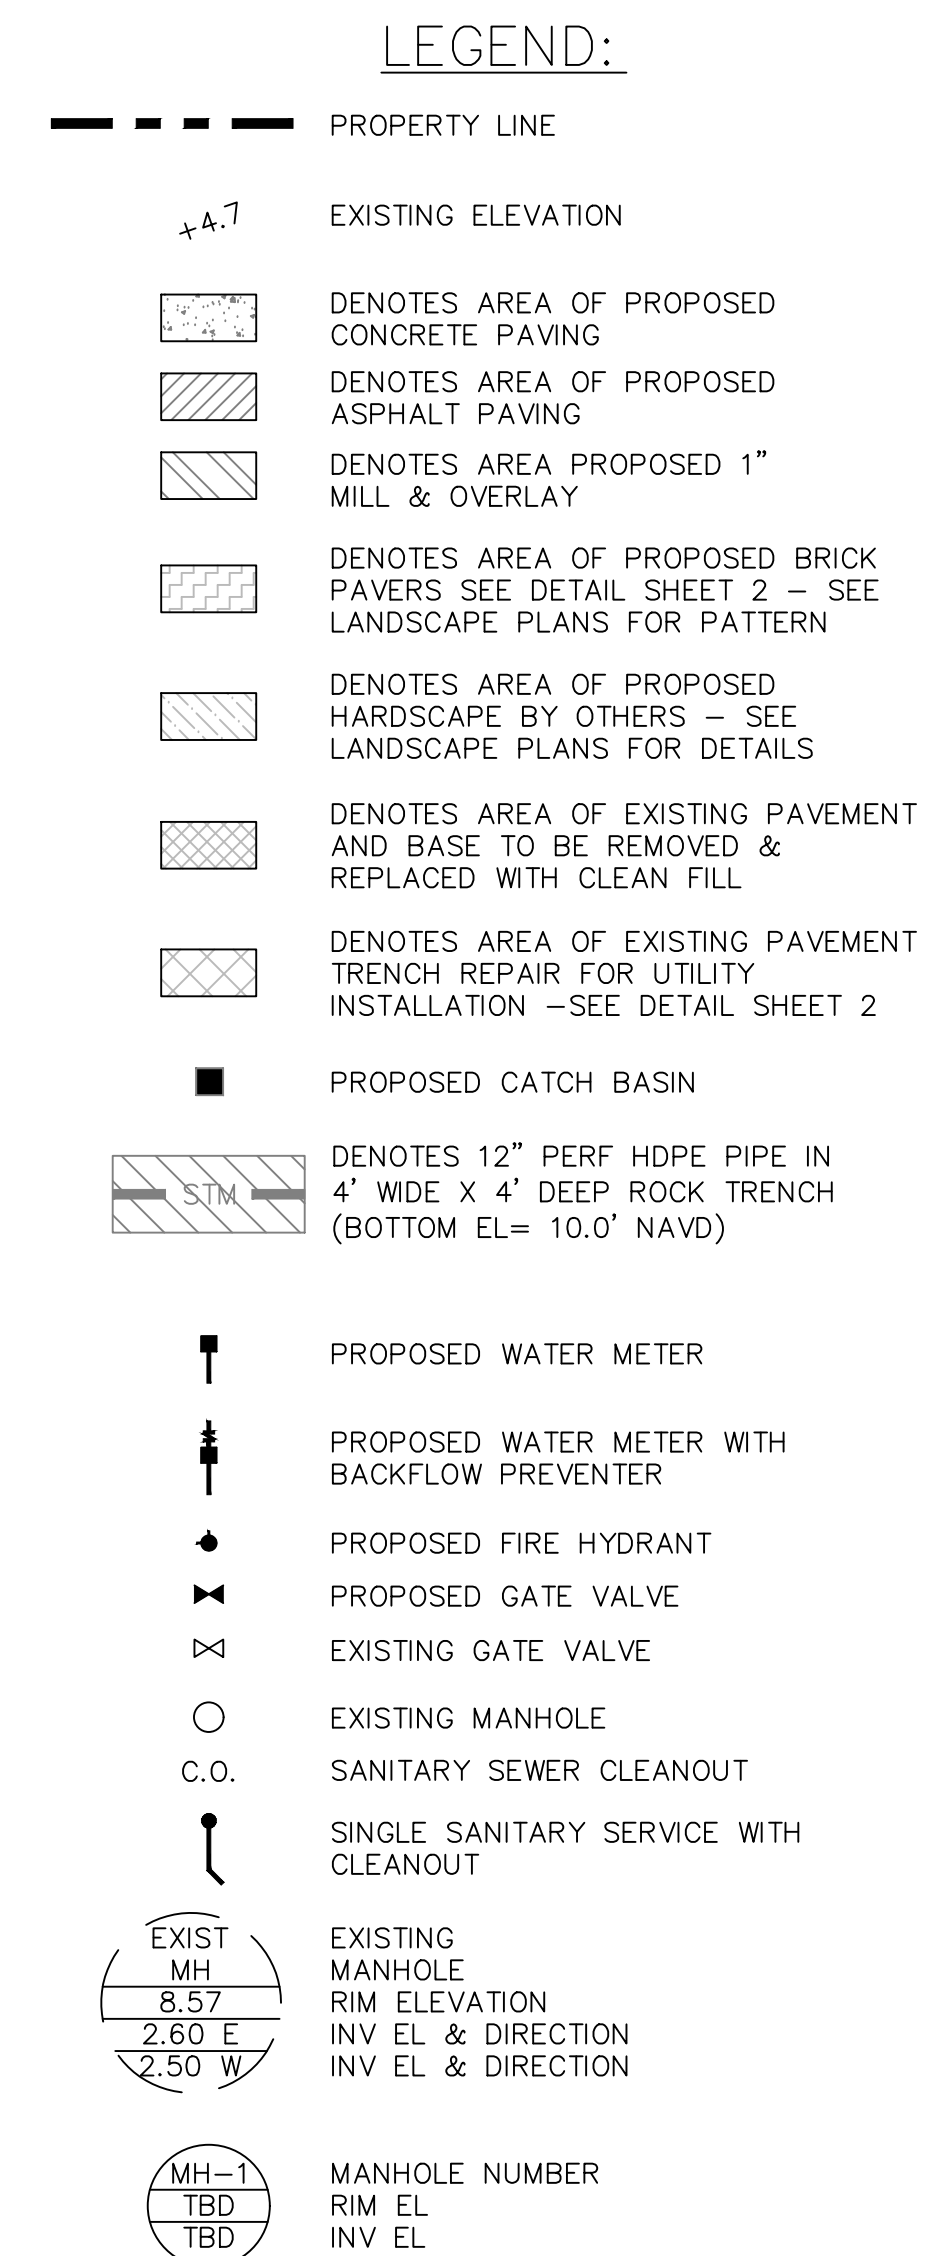 LEGEND:
PROPERTY LINE
+4.7 EXISTING ELEVATION
DENOTES AREA OF PROPOSED
CONCRETE PAVING
DENOTES AREA OF PROPOSED
ASPHALT PAVING
DENOTES AREA PROPOSED 1”
MILL & OVERLAY
DENOTES AREA OF PROPOSED BRICK
PAVERS SEE DETAIL SHEET 2 – SEE
LANDSCAPE PLANS FOR PATTERN
DENOTES AREA OF PROPOSED
HARDSCAPE BY OTHERS – SEE
LANDSCAPE PLANS FOR DETAILS
DENOTES AREA OF EXISTING PAVEMENT
AND BASE TO BE REMOVED &
REPLACED WITH CLEAN FILL
DENOTES AREA OF EXISTING PAVEMENT
TRENCH REPAIR FOR UTILITY
INSTALLATION –SEE DETAIL SHEET 2
PROPOSED CATCH BASIN
DENOTES 12” PERF HDPE PIPE IN
STM 4’ WIDE X 4’ DEEP ROCK TRENCH
(BOTTOM EL= 10.0’ NAVD)
PROPOSED WATER METER
PROPOSED WATER METER WITH
BACKFLOW PREVENTER
PROPOSED FIRE HYDRANT
PROPOSED GATE VALVE
EXISTING GATE VALVE
EXISTING MANHOLE
C.O. SANITARY SEWER CLEANOUT
SINGLE SANITARY SERVICE WITH
CLEANOUT
EXIST EXISTING
MH MANHOLE
8.57 RIM ELEVATION
2.60 E INV EL & DIRECTION
2.50 W INV EL & DIRECTION
MH–1 MANHOLE NUMBER
TBD RIM EL
TBD INV EL